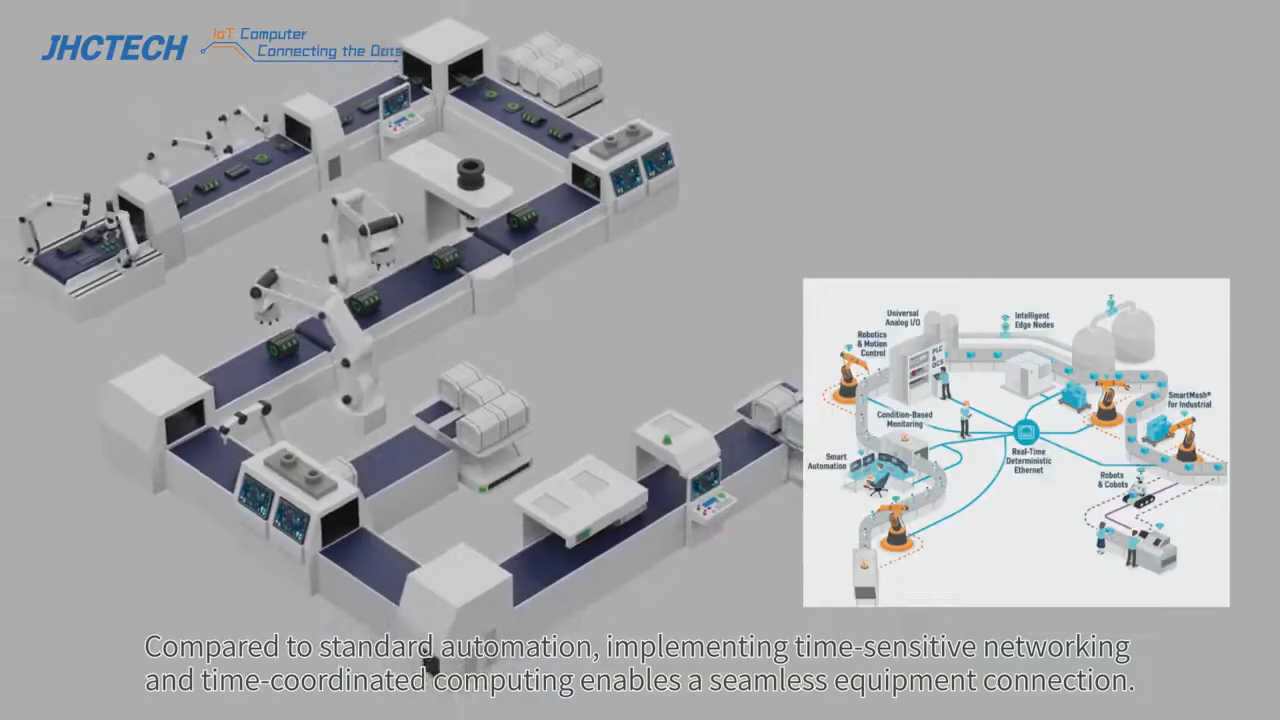 JHCTECH
IoT Computer
Connecting the Dots
Universal
Analog I/O
Intelligent
Edge Nodes
Robotics
& Motion
Control
PLC
&
DCS
SmartMesh®
for Industrial
Condition-Based
Monitoring
Smart
Automation
Real-Time
Deterministic
Ethernet
Robots
& Cobots
Compared to standard automation, implementing time-sensitive networking
and time-coordinated computing enables a seamless equipment connection.